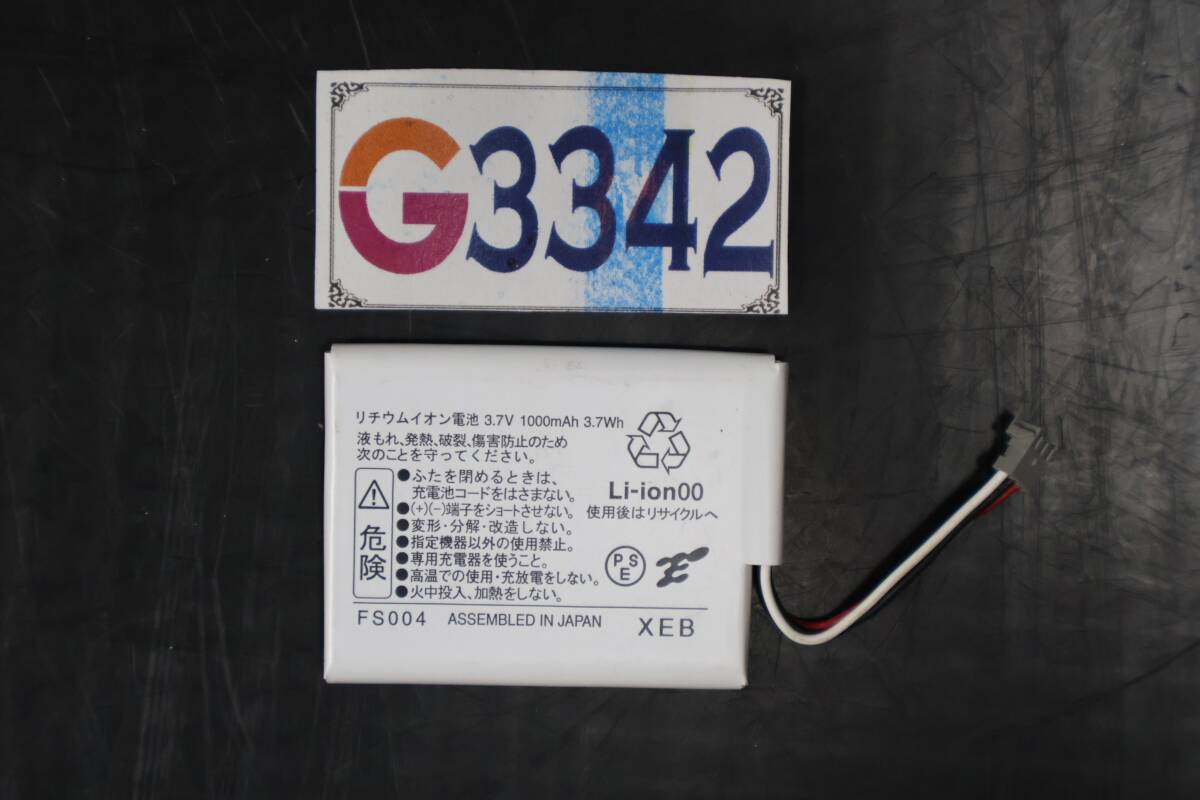 G3342
リチウムイオン電池 3.7V 1000mAh 3.7Wh
液もれ、発熱、破裂、傷害防止のため
次のことを守ってください。
危険
●ふたを閉めるときは、
充電池コードをはさまない。
●(+)(-)端子をショートさせない。
●変形・分解・改造しない。
●指定機器以外の使用禁止。
●専用充電器を使うこと。
●高温での使用・充放電をしない。
●火中投入、加熱をしない。
Li-ion00
使用後はリサイクルへ
PSE
FS004 ASSEMBLED IN JAPAN XEB